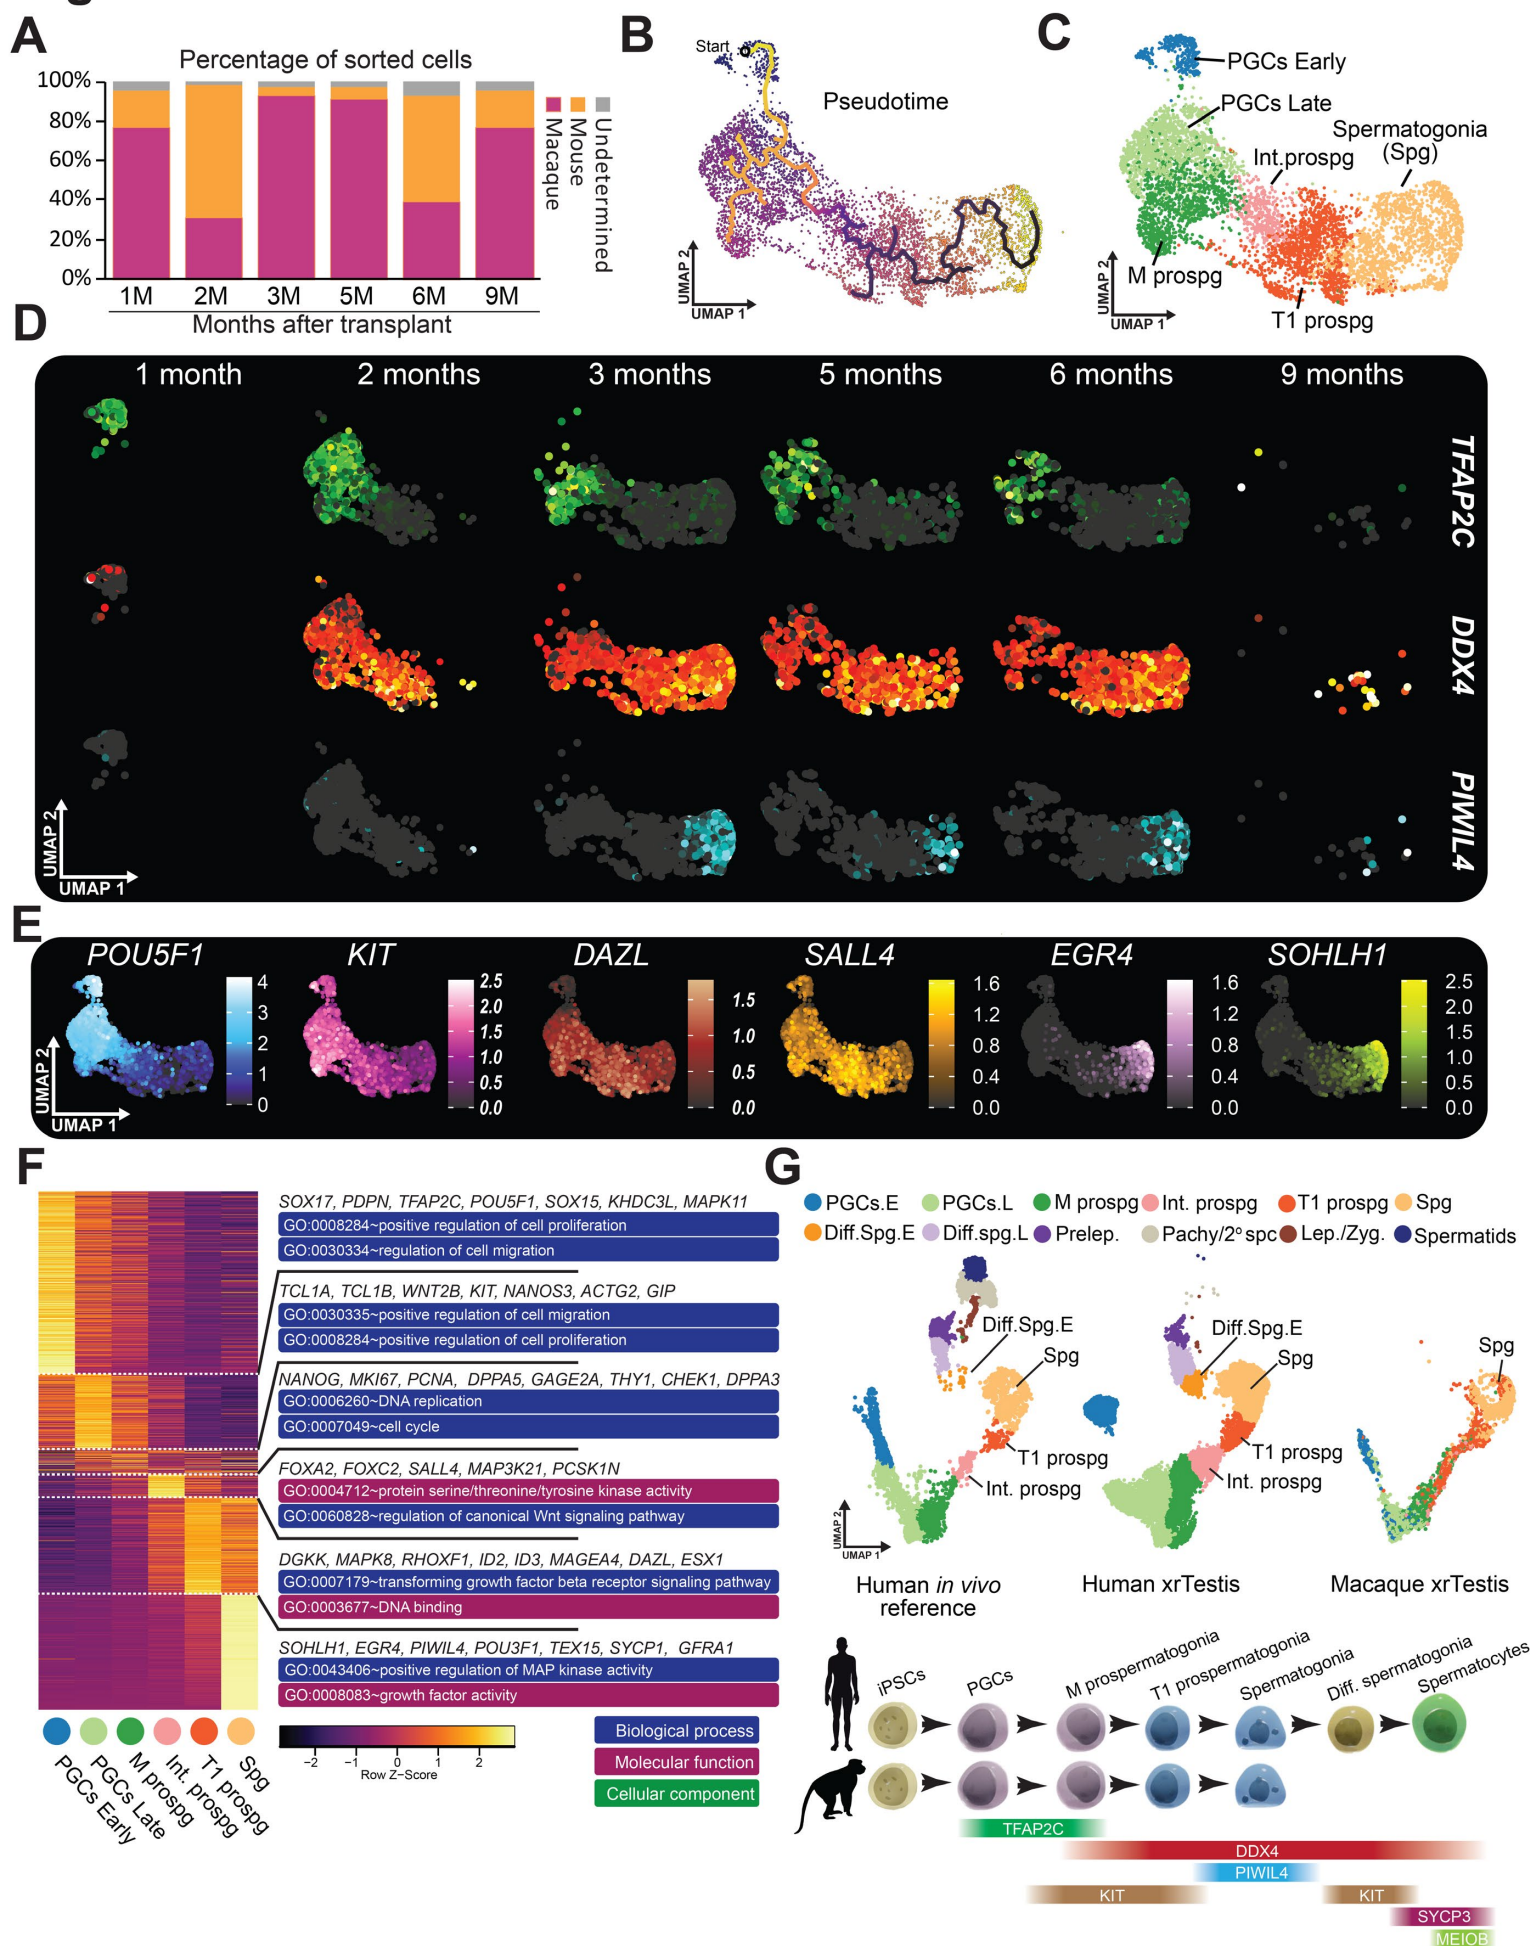 A
Percentage of sorted cells
100%
80%
60%
40%
20%
0%
1M
2M
3M
5M
6M
9M
Months after transplant
Macaque
Mouse
Undetermined
B
Start
Pseudotime
UMAP 2
UMAP 1
C
PGCs Early
PGCs Late
Spermatogonia
(Spg)
Int.prospg
M prospg
T1 prospg
UMAP 2
UMAP 1
D
1 month
2 months
3 months
5 months
6 months
9 months
TFAP2C
DDX4
PIWIL4
UMAP 2
UMAP 1
E
POU5F1
4
3
2
1
0
KIT
2.5
2.0
1.5
1.0
0.5
0.0
DAZL
1.5
1.0
0.5
0.0
SALL4
1.6
1.2
0.8
0.4
0.0
EGR4
1.6
1.2
0.8
0.4
0.0
SOHLH1
2.5
2.0
1.5
1.0
0.5
0.0
UMAP 2
UMAP 1
F
SOX17, PDPN, TFAP2C, POU5F1, SOX15, KHDC3L, MAPK11
GO:0008284~positive regulation of cell proliferation
GO:0030334~regulation of cell migration
TCL1A, TCL1B, WNT2B, KIT, NANOS3, ACTG2, GIP
GO:0030335~positive regulation of cell migration
GO:0008284~positive regulation of cell proliferation
NANOG, MKI67, PCNA, DPPA5, GAGE2A, THY1, CHEK1, DPPA3
GO:0006260~DNA replication
GO:0007049~cell cycle
FOXA2, FOXC2, SALL4, MAP3K21, PCSK1N
GO:0004712~protein serine/threonine/tyrosine kinase activity
GO:0060828~regulation of canonical Wnt signaling pathway
DGKK, MAPK8, RHOXF1, ID2, ID3, MAGEA4, DAZL, ESX1
GO:0007179~transforming growth factor beta receptor signaling pathway
GO:0003677~DNA binding
SOHLH1, EGR4, PIWIL4, POU3F1, TEX15, SYCP1, GFRA1
GO:0043406~positive regulation of MAP kinase activity
GO:0008083~growth factor activity
PGCs Early
PGCs Late
M prospg
Int. prospg
T1 prospg
Spg
−2 −1 0 1 2
Row Z−Score
Biological process
Molecular function
Cellular component
G
PGCs.E
PGCs.L
M prospg
Int. prospg
T1 prospg
Spg
Diff.Spg.E
Diff.spg.L
Prelep.
Pachy/2º spc
Lep./Zyg.
Spermatids
Diff.Spg.E
Spg
T1 prospg
Int. prospg
UMAP 2
UMAP 1
Human in vivo
reference
Diff.Spg.E
Spg
T1 prospg
Int. prospg
Human xrTestis
Spg
Macaque xrTestis
iPSCs
PGCs
M prospermatogonia
T1 prospermatogonia
Spermatogonia
Diff. spermatogonia
Spermatocytes
TFAP2C
DDX4
PIWIL4
KIT
KIT
SYCP3
MEIOB